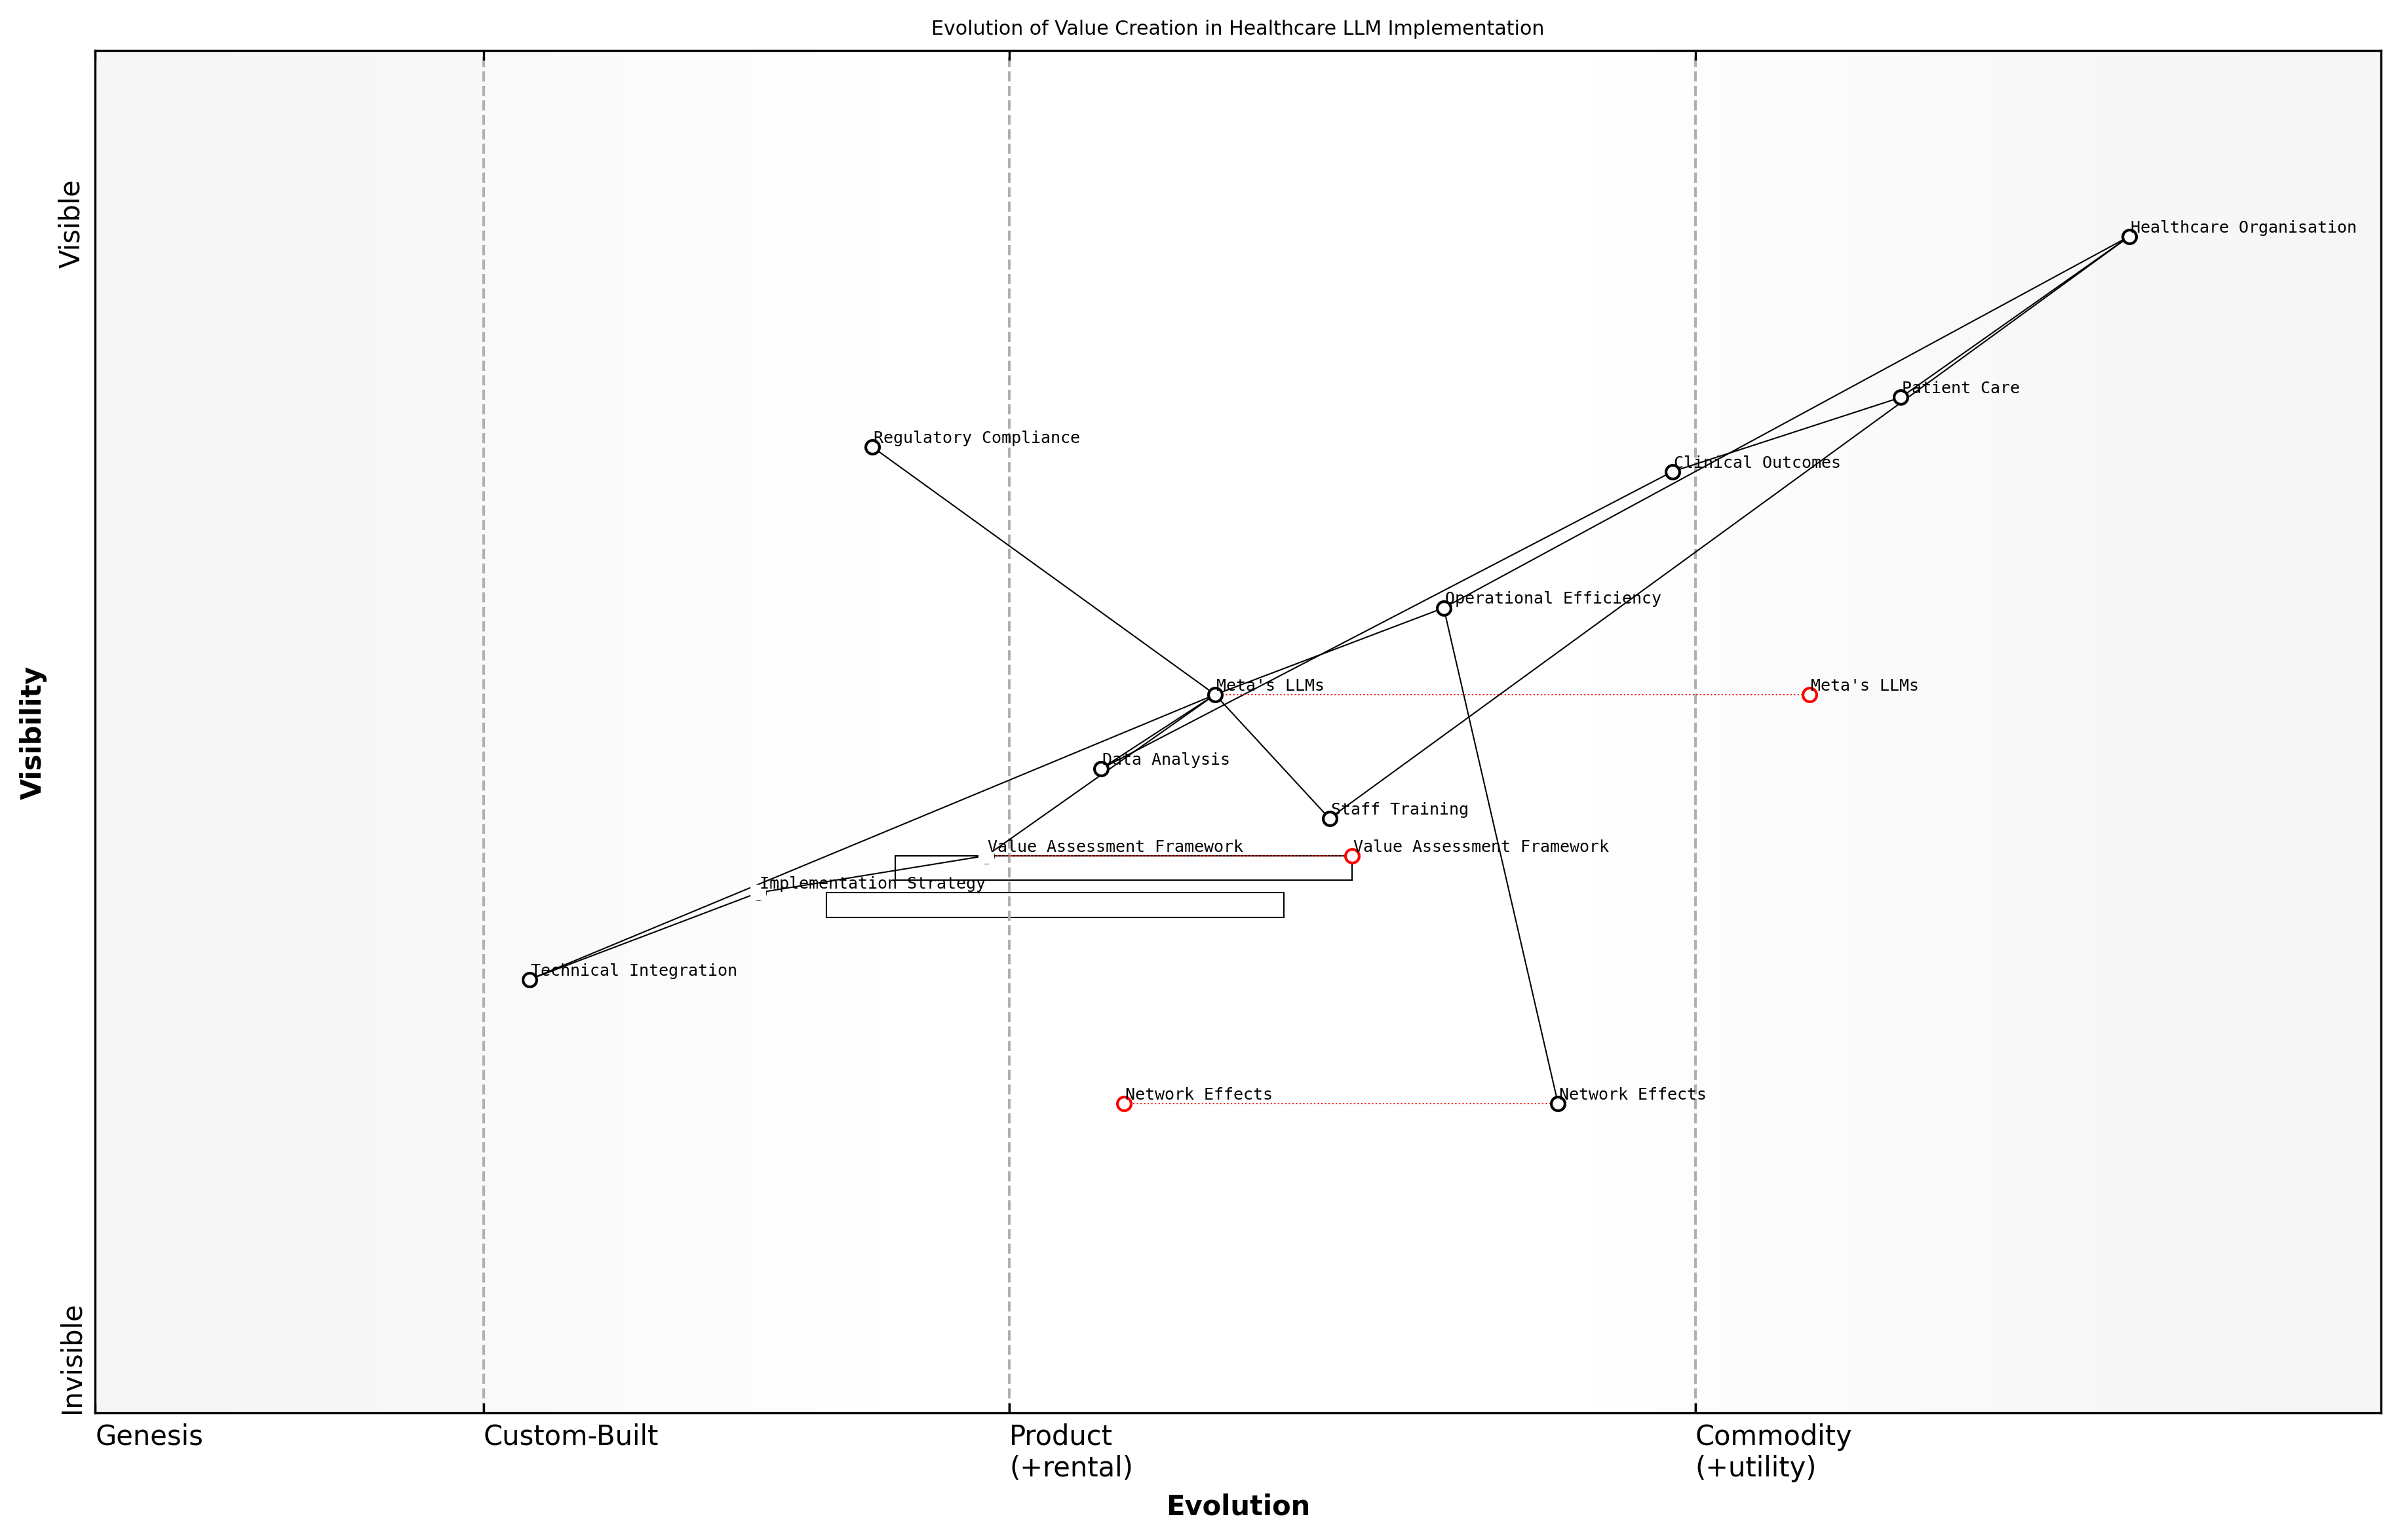 Evolution of Value Creation in Healthcare LLM Implementation
Visible
Healthcare Organisation
Patient Care
Regulatory Compliance
Clinical Outcomes
Operational Efficiency
Meta's LLMs
Meta's LLMs
Data Analysis
Staff Training
Value Assessment Framework
Value Assessment Framework
Implementation Strategy
Technical Integration
Network Effects
Network Effects
Visibility
Invisible
Genesis
Custom-Built
Product
(+rental)
Commodity
(+utility)
Evolution